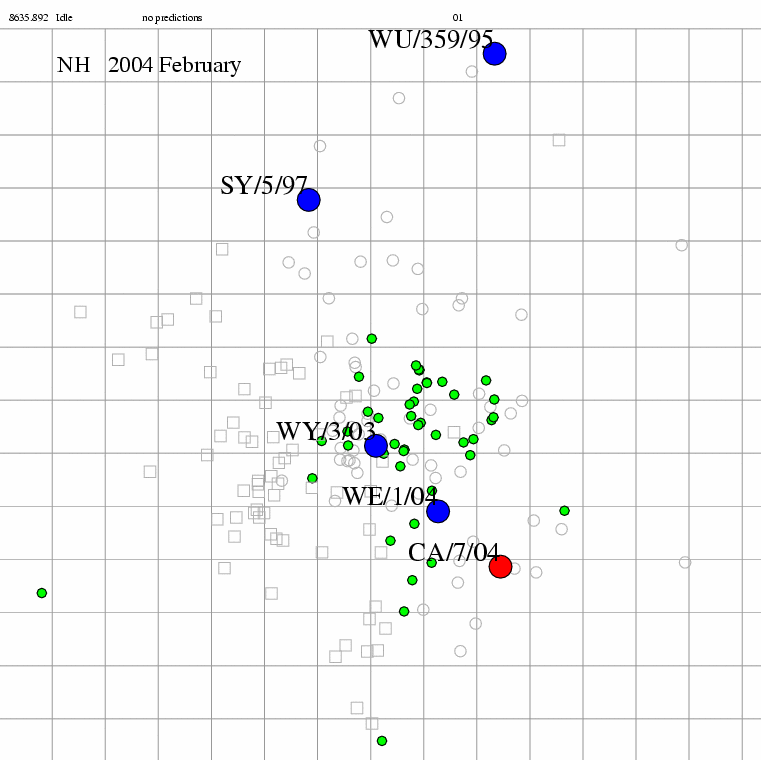 8635.892 Idle no predictions 01
WU/359/95
NH 2004 February
SY/5/97
WY/3/03
WE/1/04
CA/7/04